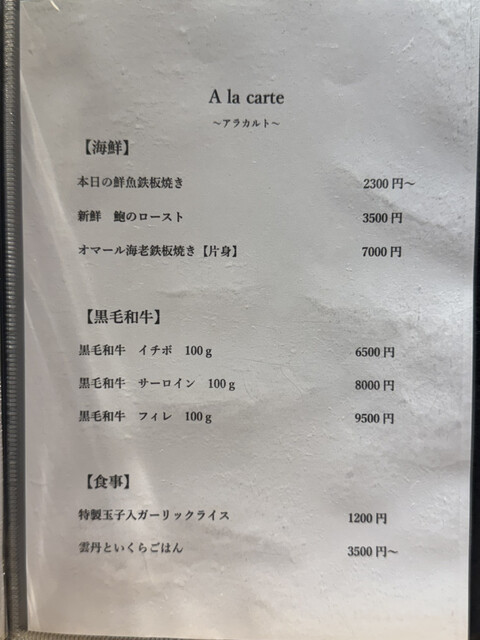 A la carte
～アラカルト～
【海鮮】
本日の鮮魚鉄板焼き 2300円～
新鮮　鮑のロースト 3500円
オマール海老鉄板焼き【片身】 7000円
【黒毛和牛】
黒毛和牛　イチボ　100g 6500円
黒毛和牛　サーロイン　100g 8000円
黒毛和牛　フィレ　100g 9500円
【食事】
特製玉子入ガーリックライス 1200円
雲丹といくらごはん 3500円～